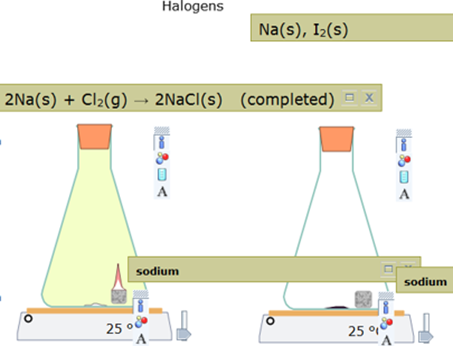 Halogens
Na(s), I₂(s)
2Na(s) + Cl₂(g) → 2NaCl(s) (completed)
X
i
A
i
A
sodium
sodium
25 º
i
A
25 º
i
A